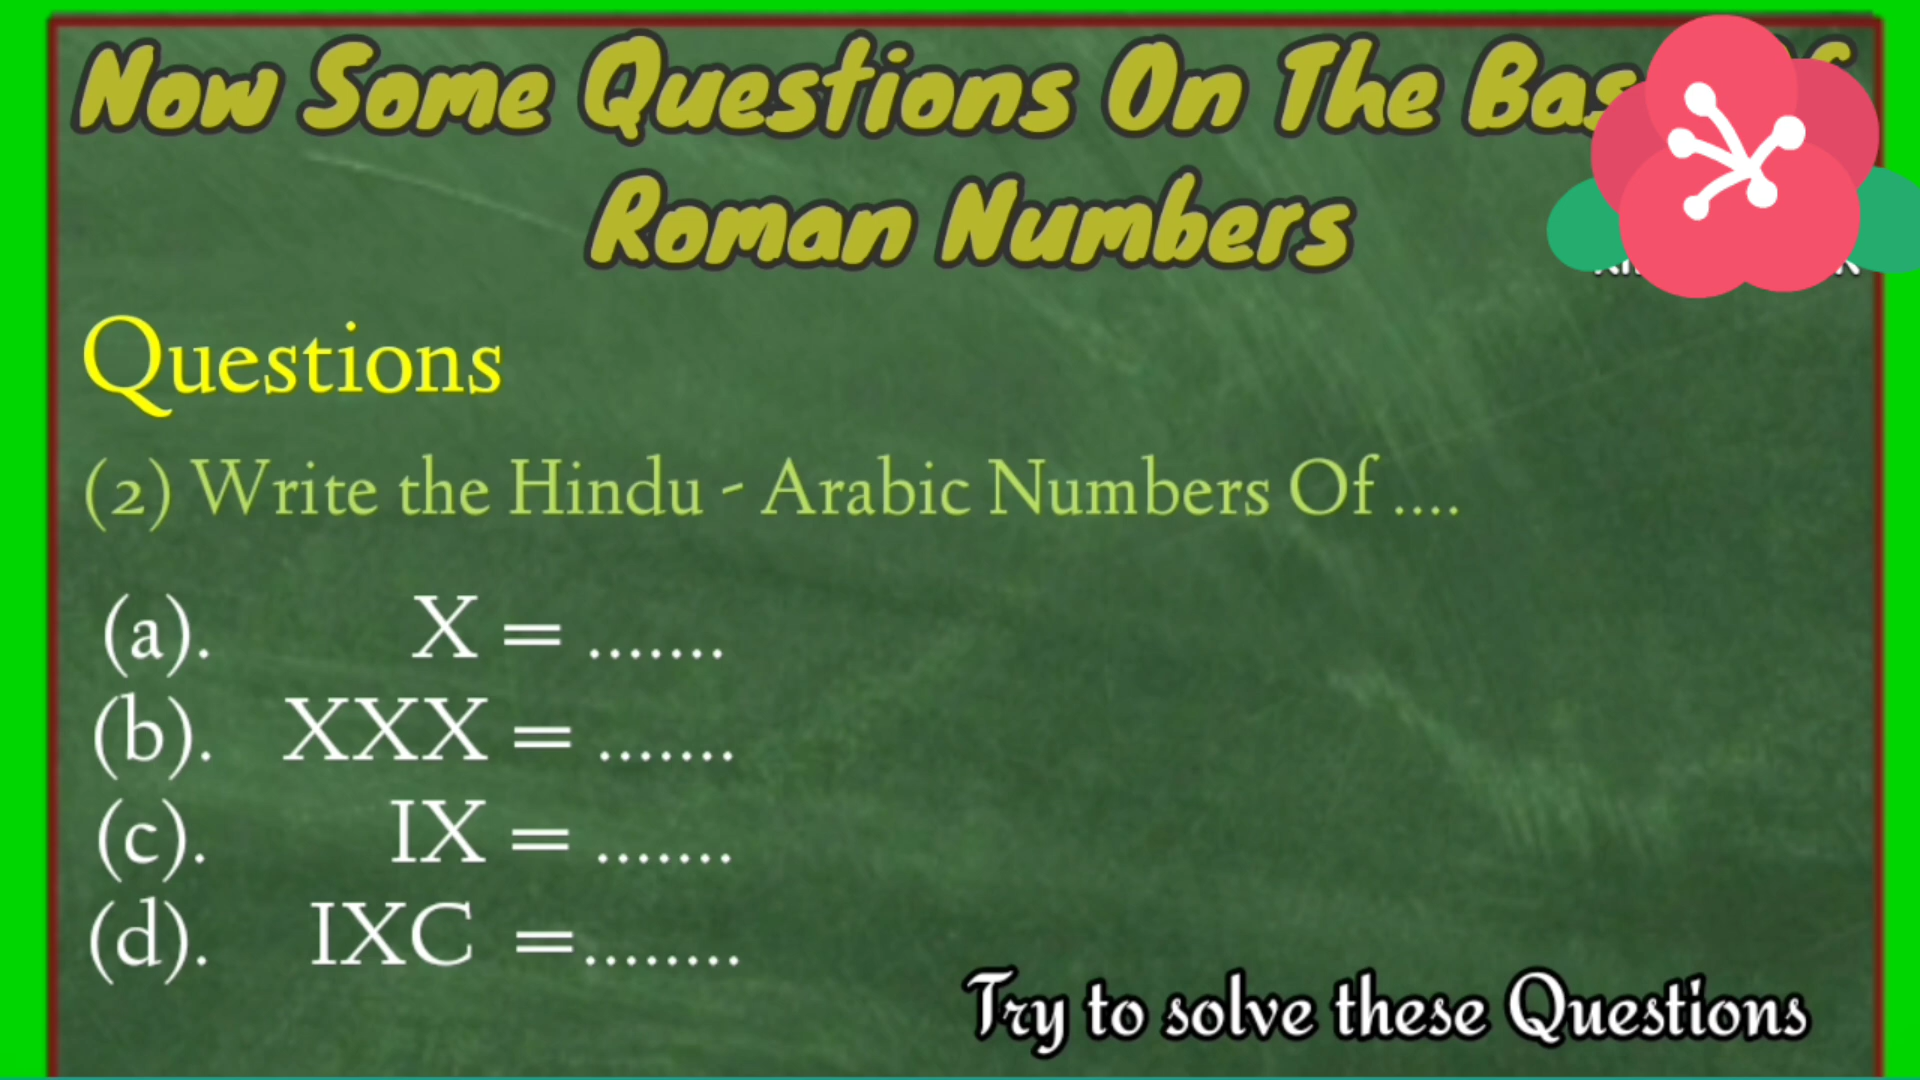 Now Some Questions On The
Roman Numbers
Questions
(2) Write the Hindu - Arabic Numbers Of ....
(a). X = .......
(b). XXX = .......
(c). IX = .......
(d). IXC =........
Try to solve these Questions